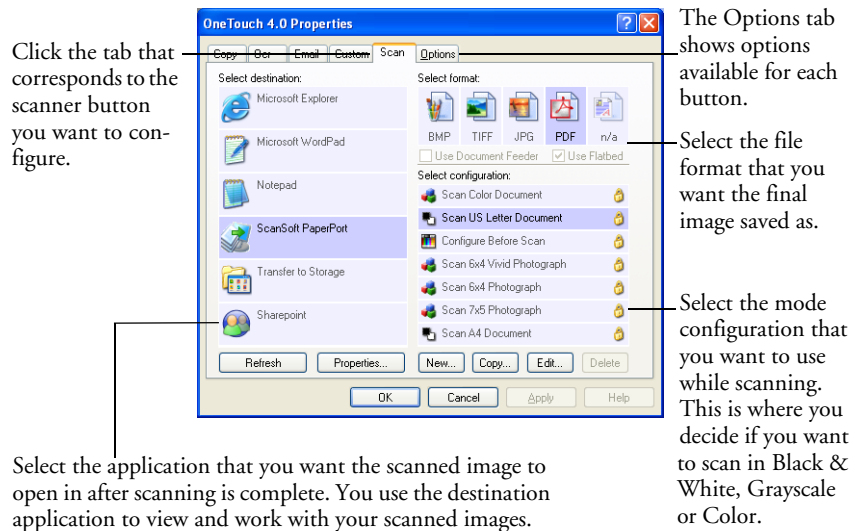 OneTouch 4.0 Properties
Copy Ocr Email Custom Scan Options
Select destination:
Microsoft Explorer
Microsoft WordPad
Notepad
ScanSoft PaperPort
Transfer to Storage
Sharepoint
Refresh Properties...
Select format:
BMP TIFF JPG PDF n/a
Use Document Feeder Use Flatbed
Select configuration:
Scan Color Document
Scan US Letter Document
Configure Before Scan
Scan 6x4 Vivid Photograph
Scan 6x4 Photograph
Scan 7x5 Photograph
Scan A4 Document
New... Copy... Edit... Delete
OK Cancel Apply Help
Click the tab that
corresponds to the
scanner button
you want to con-
figure.
The Options tab
shows options
available for each
button.
Select the file
format that you
want the final
image saved as.
Select the mode
configuration that
you want to use
while scanning.
This is where you
decide if you want
to scan in Black &
White, Grayscale
or Color.
Select the application that you want the scanned image to
open in after scanning is complete. You use the destination
application to view and work with your scanned images.